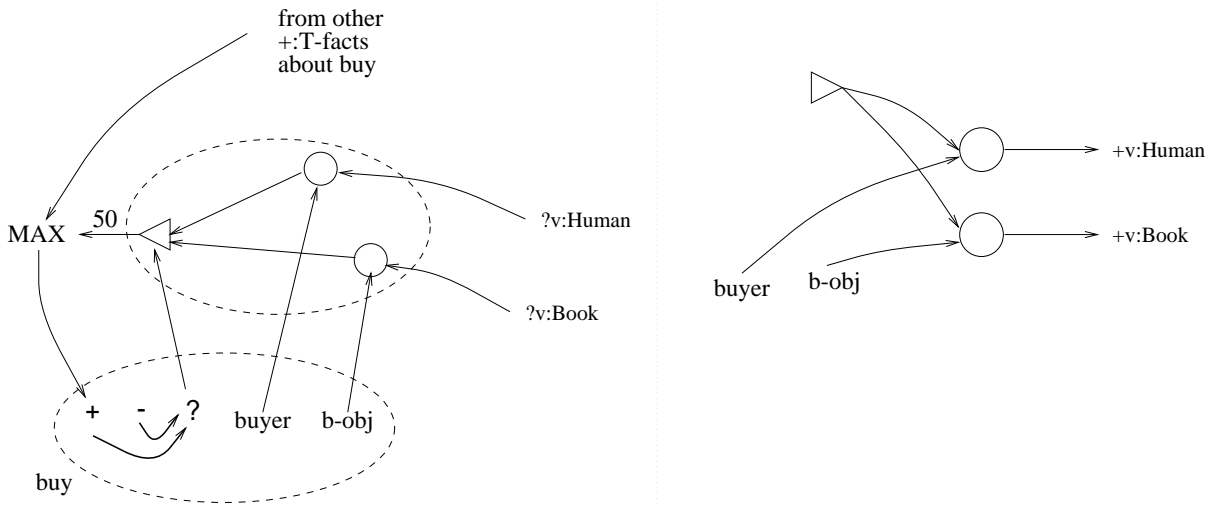 from other
+:T-facts
about buy
50
MAX
?v:Human
?v:Book
+ - ? buyer b-obj
buy
+v:Human
+v:Book
buyer b-obj